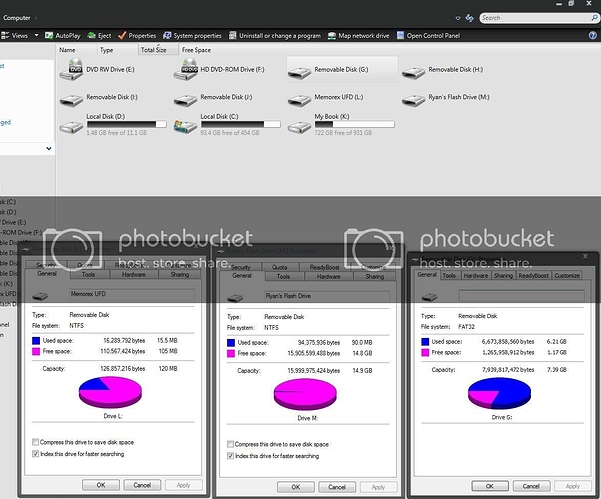 Computer
Search
Views AutoPlay Eject Properties System properties Uninstall or change a program Map network drive Open Control Panel
Name Type Total Size Free Space
DVD RW Drive (E:) HD DVD-ROM Drive (F:) Removable Disk (G:) Removable Disk (H:)
Removable Disk (I:) Removable Disk (J:) Memorex UFD (L:) Ryan's Flash Drive (M:)
Local Disk (D:) Local Disk (C:) My Book (K:)
1.48 GB free of 11.1 GB 93.4 GB free of 454 GB 722 GB free of 931 GB
photobucket
host. store. share.
photobucket
host. store. share.
Security Quota
General Tools Hardware Sharing
Memorex UFD
Type: Removable Disk
File system: NTFS
Used space: 16,289,792 bytes 15.5 MB
Free space: 110,567,424 bytes 105 MB
Capacity: 126,857,216 bytes 120 MB
Drive L:
Compress this drive to save disk space
Index this drive for faster searching
OK Cancel Apply
Security Quota ReadyBoost Customize
General Tools Hardware Sharing
Ryan's Flash Drive
Type: Removable Disk
File system: NTFS
Used space: 94,375,936 bytes 90.0 MB
Free space: 15,905,599,488 bytes 14.8 GB
Capacity: 15,999,975,424 bytes 14.9 GB
Drive M:
Compress this drive to save disk space
Index this drive for faster searching
OK Cancel Apply
General Tools Hardware Sharing ReadyBoost Customize
Type: Removable Disk
File system: FAT32
Used space: 6,673,858,560 bytes 6.21 GB
Free space: 1,265,958,912 bytes 1.17 GB
Capacity: 7,939,817,472 bytes 7.39 GB
Drive G:
OK Cancel Apply